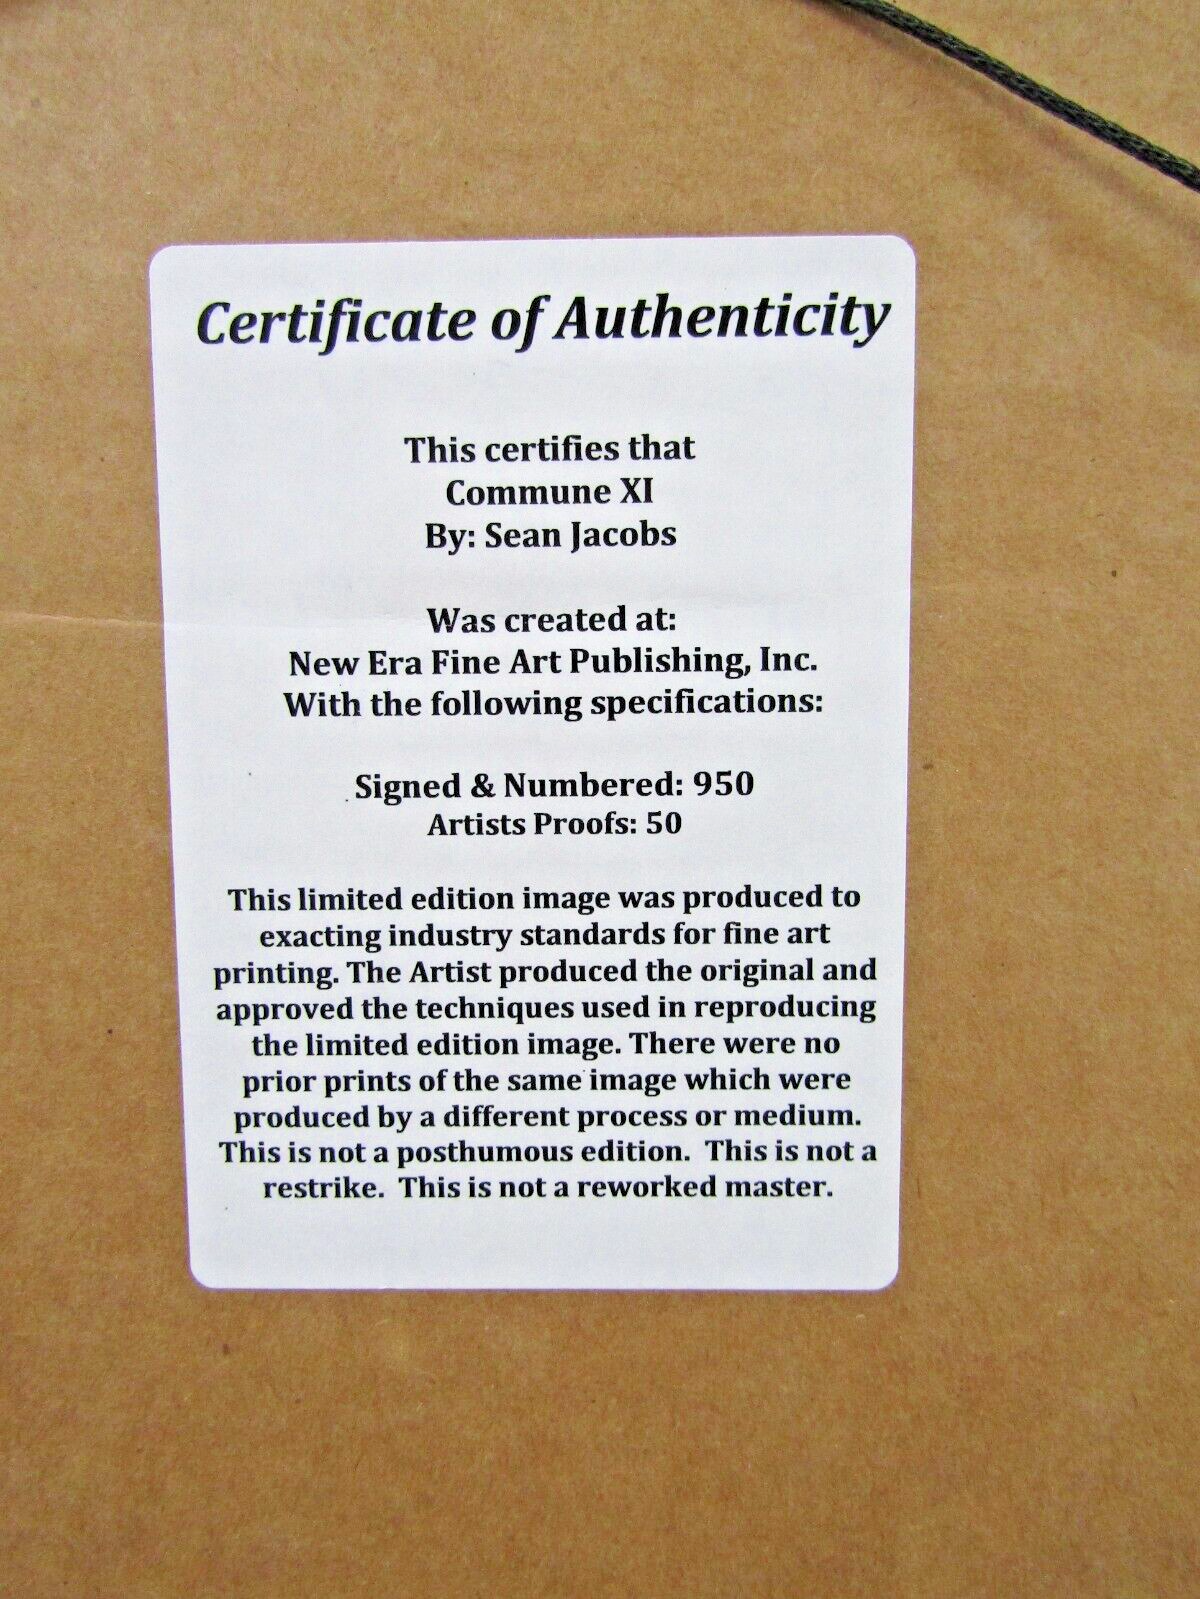 Certificate of Authenticity
This certifies that
Commune XI
By: Sean Jacobs
Was created at:
New Era Fine Art Publishing, Inc.
With the following specifications:
Signed & Numbered: 950
Artists Proofs: 50
This limited edition image was produced to
exacting industry standards for fine art
printing. The Artist produced the original and
approved the techniques used in reproducing
the limited edition image. There were no
prior prints of the same image which were
produced by a different process or medium.
This is not a posthumous edition.  This is not a
restrike.  This is not a reworked master.